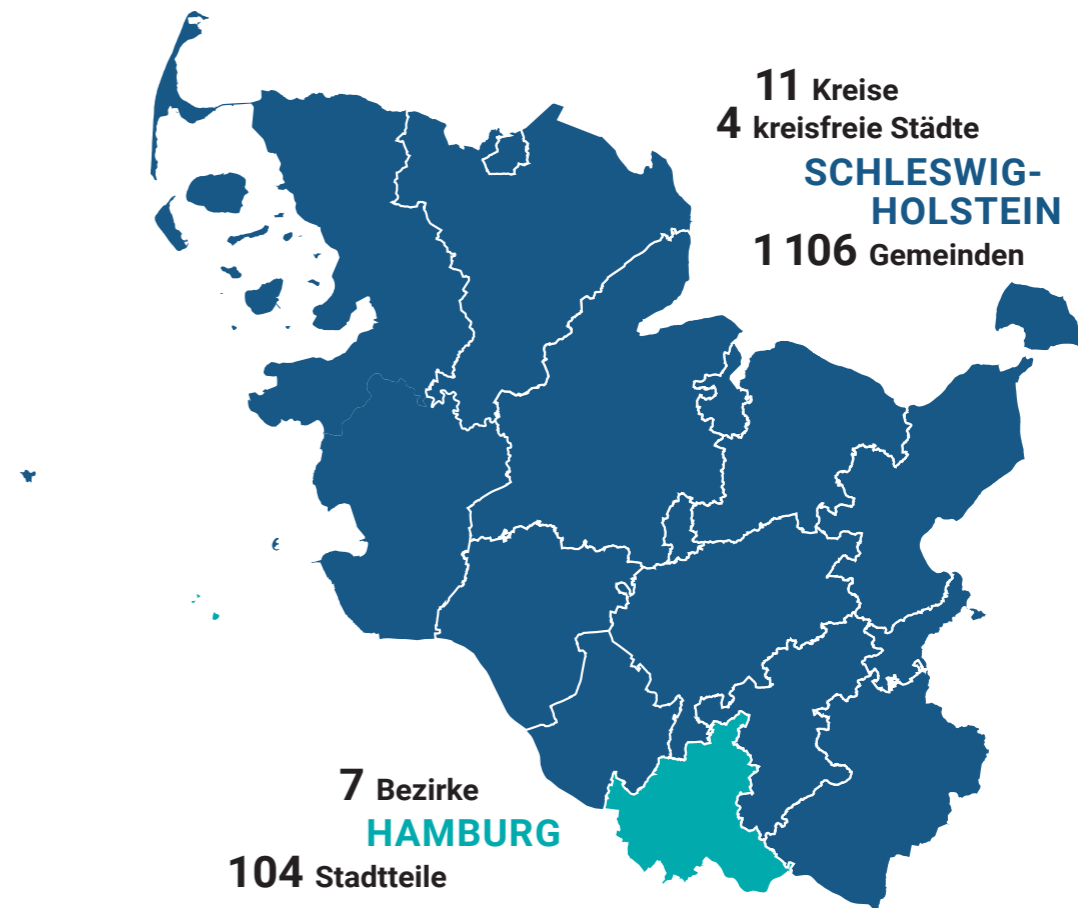 11 Kreise
4 kreisfreie Städte
SCHLESWIG-
HOLSTEIN
1 106 Gemeinden
7 Bezirke
HAMBURG
104 Stadtteile